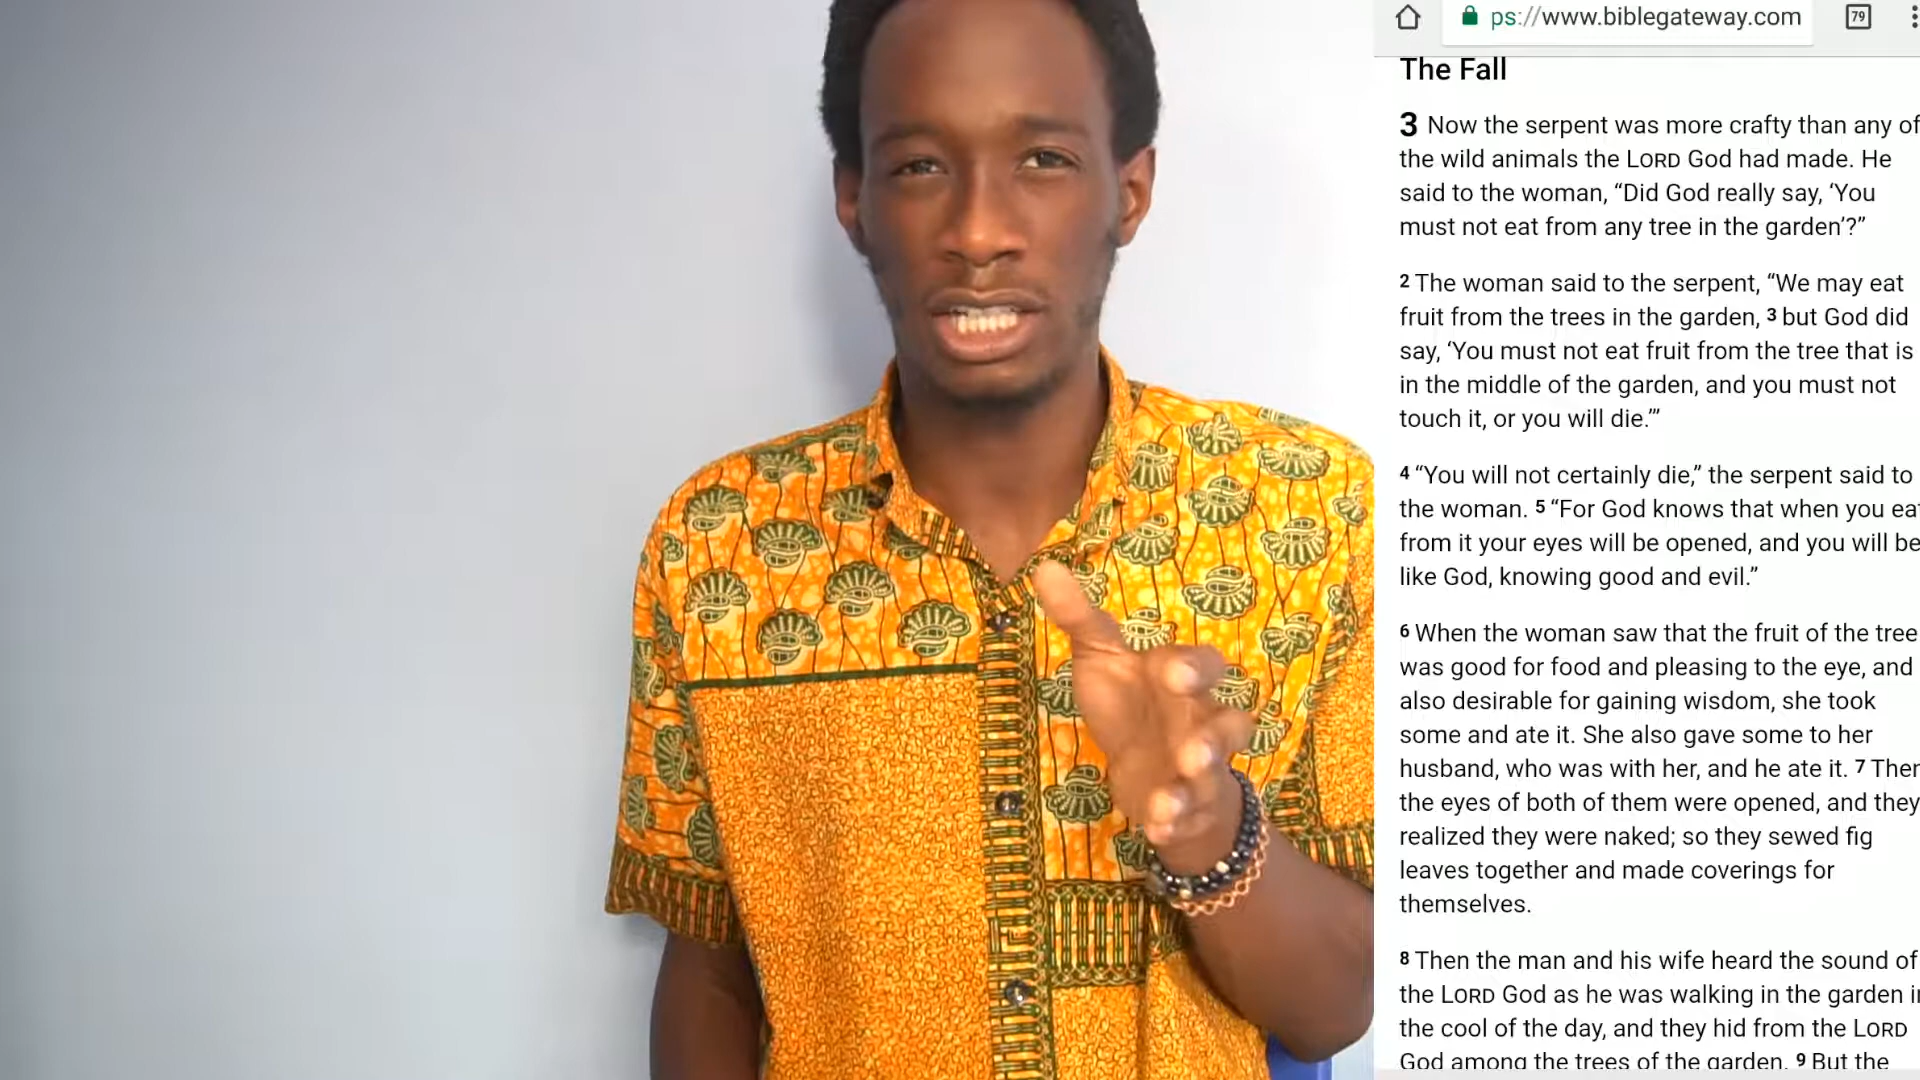 ps://www.biblegateway.com 79
The Fall
3 Now the serpent was more crafty than any of
the wild animals the LORD God had made. He
said to the woman, “Did God really say, ‘You
must not eat from any tree in the garden’?”
2 The woman said to the serpent, “We may eat
fruit from the trees in the garden, 3 but God did
say, ‘You must not eat fruit from the tree that is
in the middle of the garden, and you must not
touch it, or you will die.’”
4 “You will not certainly die,” the serpent said to
the woman. 5 “For God knows that when you eat
from it your eyes will be opened, and you will be
like God, knowing good and evil.”
6 When the woman saw that the fruit of the tree
was good for food and pleasing to the eye, and
also desirable for gaining wisdom, she took
some and ate it. She also gave some to her
husband, who was with her, and he ate it. 7 Then
the eyes of both of them were opened, and they
realized they were naked; so they sewed fig
leaves together and made coverings for
themselves.
8 Then the man and his wife heard the sound of
the LORD God as he was walking in the garden in
the cool of the day, and they hid from the LORD
God among the trees of the garden. 9 But the